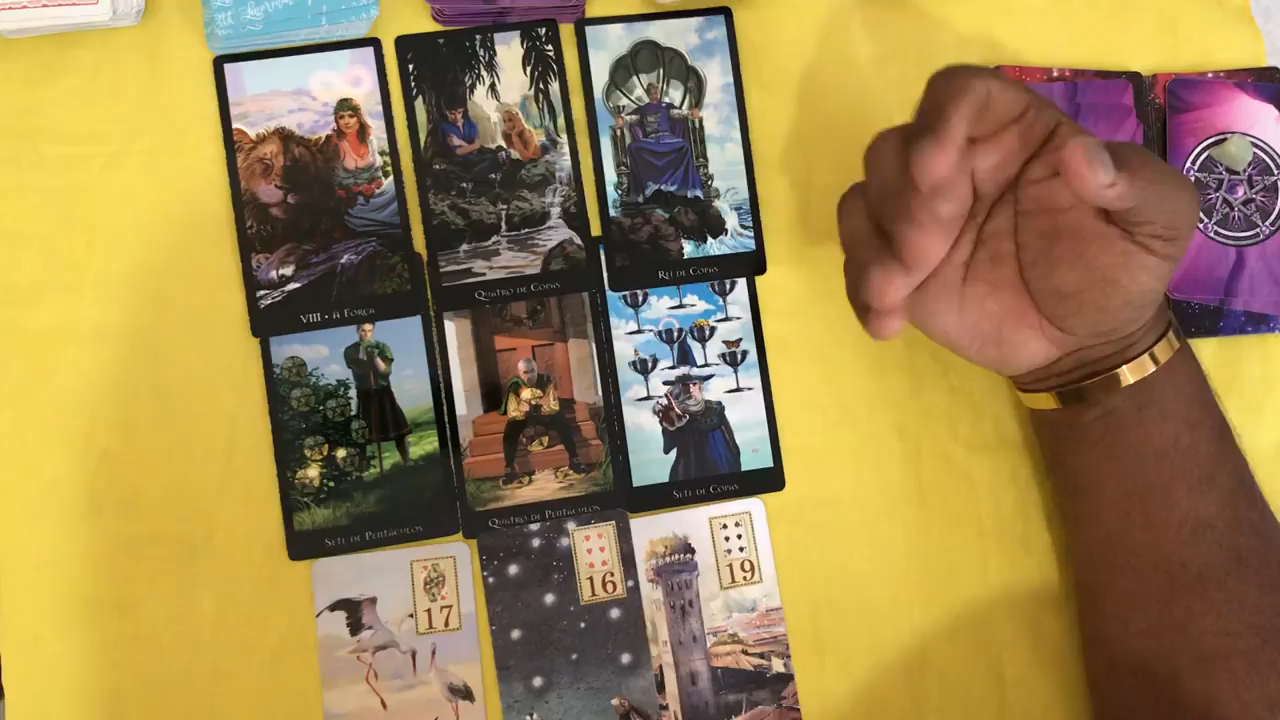 VIII • A FORÇA
QUATRO DE COPAS
REI DE COPAS
SETE DE PENTÁCULOS
QUATRO DE PENTÁCULOS
SETE DE COPAS
17
16
19